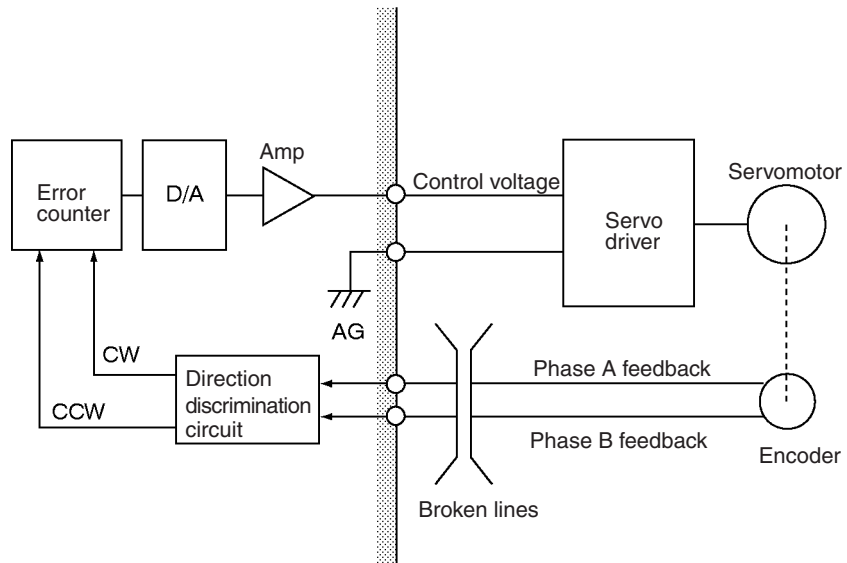 Amp
Servomotor
Error
counter
D/A
Control voltage
Servo
driver
AG
CW
Direction
discrimination
circuit
Phase A feedback
CCW
Phase B feedback
Encoder
Broken lines